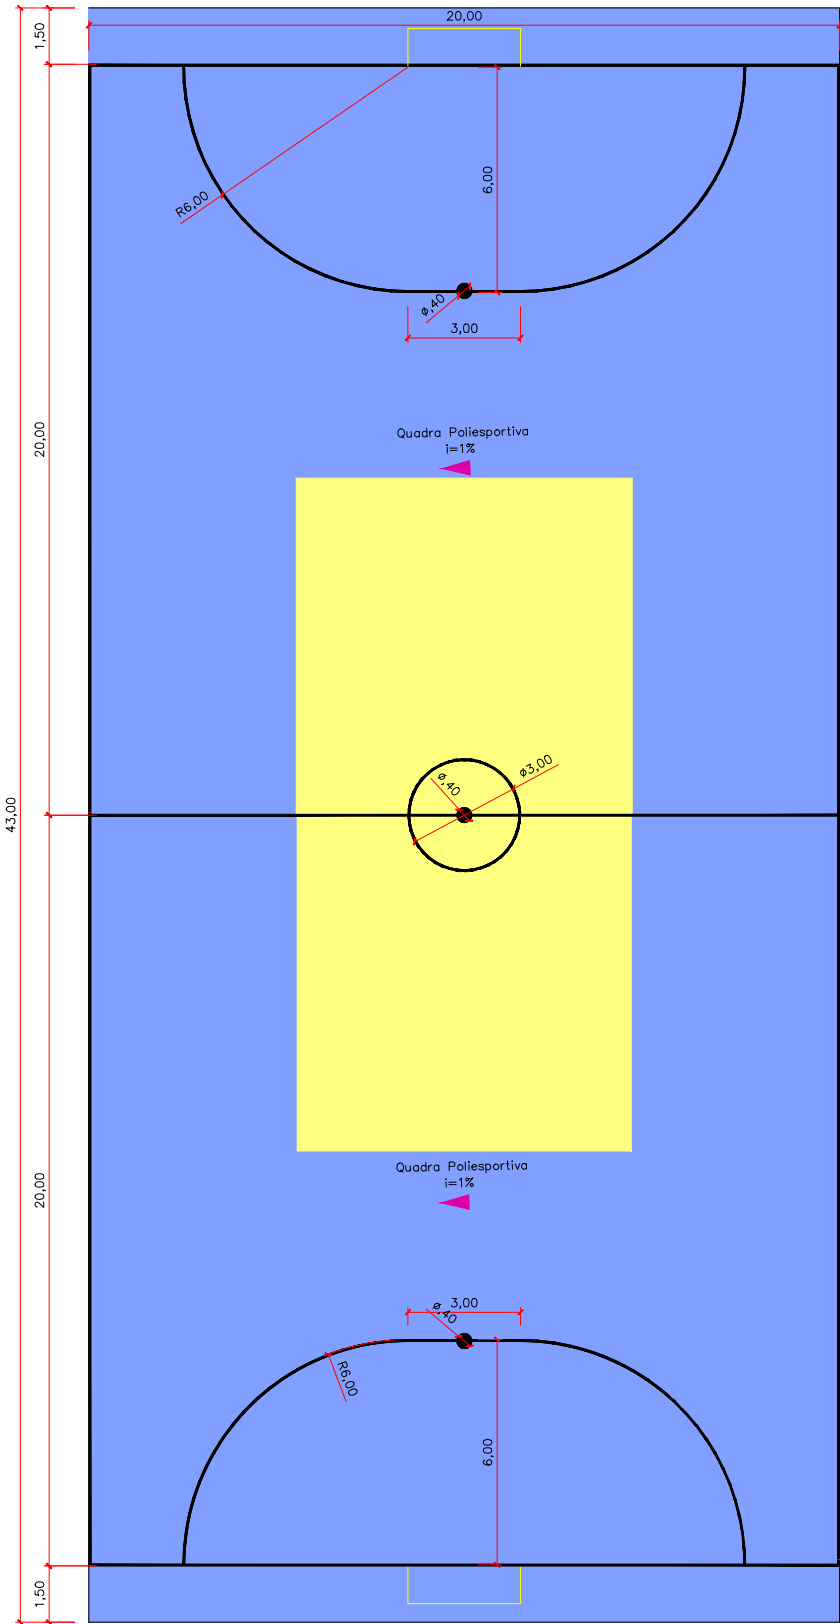 20,00
1,50
6,00
R6,00
ø,40
3,00
20,00
Quadra Poliesportiva
i=1%
ø3,00
ø,40
43,00
Quadra Poliesportiva
i=1%
20,00
3,00
ø,40
R6,00
6,00
1,50